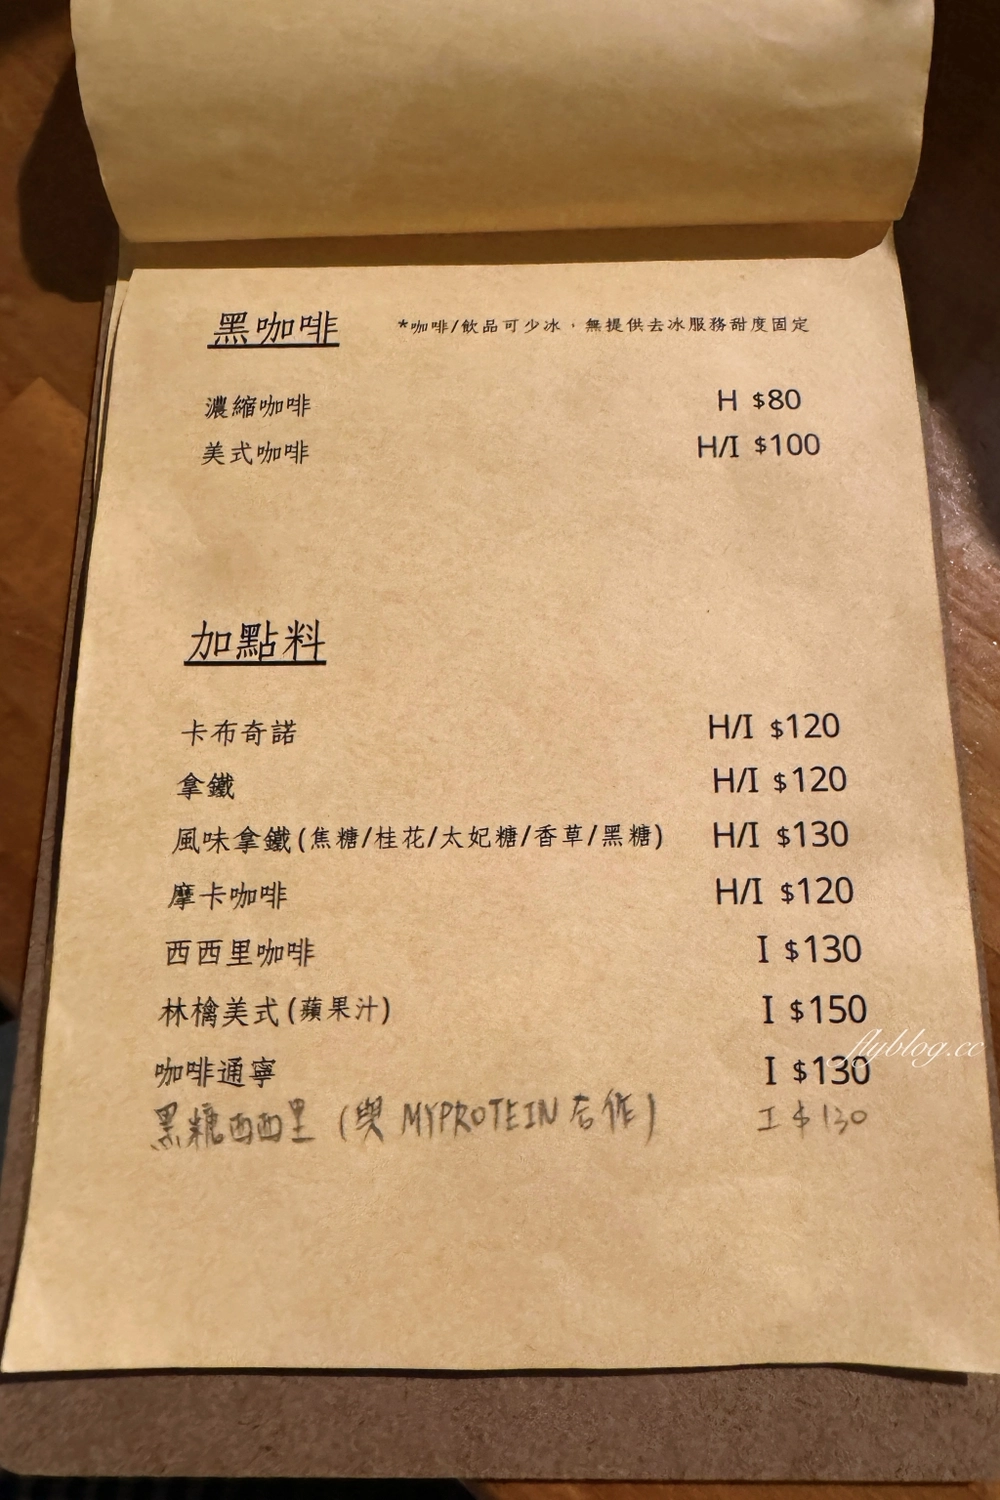 黑咖啡 *咖啡/飲品可少冰，無提供去冰服務甜度固定
濃縮咖啡 H $80
美式咖啡 H/I $100
加點料
卡布奇諾 H/I $120
拿鐵 H/I $120
風味拿鐵(焦糖/桂花/太妃糖/香草/黑糖) H/I $130
摩卡咖啡 H/I $120
西西里咖啡 I $130
林檎美式(蘋果汁) I $150
flyblog.cc
咖啡通寧 I $130
黑糖西西里 (與 MYPROTEIN 合作) I $130